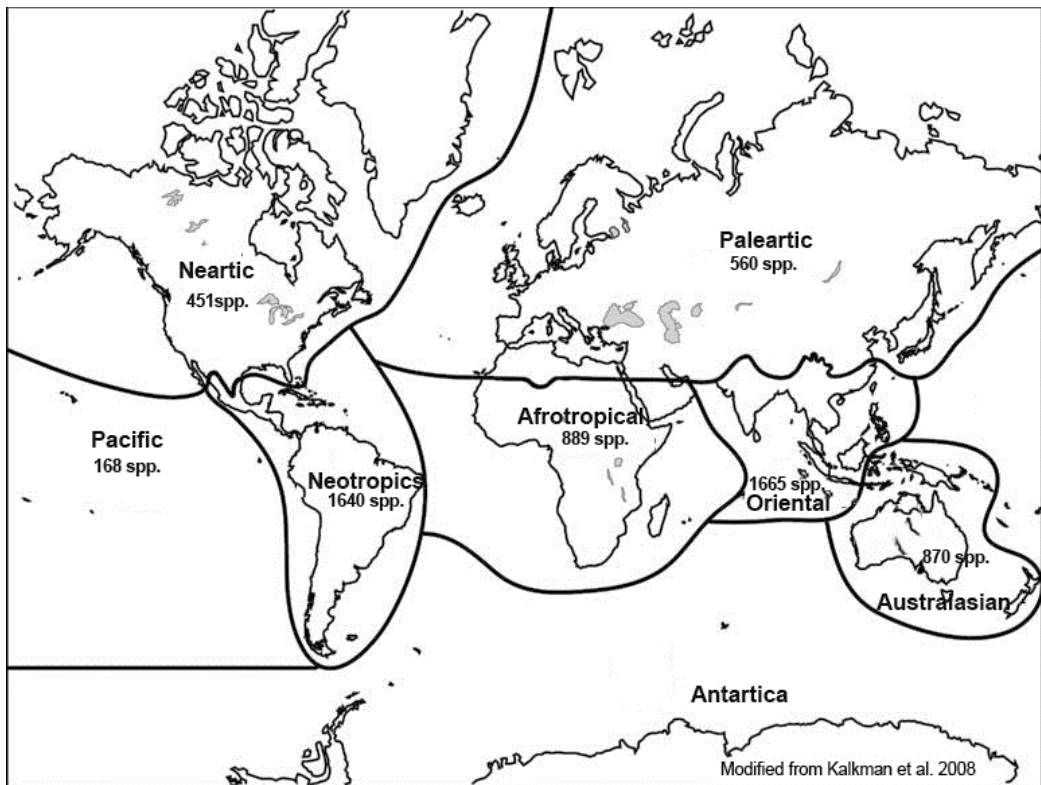 Neartic
451spp.
Paleartic
560 spp.
Pacific
168 spp.
Neotropics
1640 spp.
Afrotropical
889 spp.
1665 spp.
Oriental
870 spp.
Australasian
Antartica
Modified from Kalkman et al. 2008